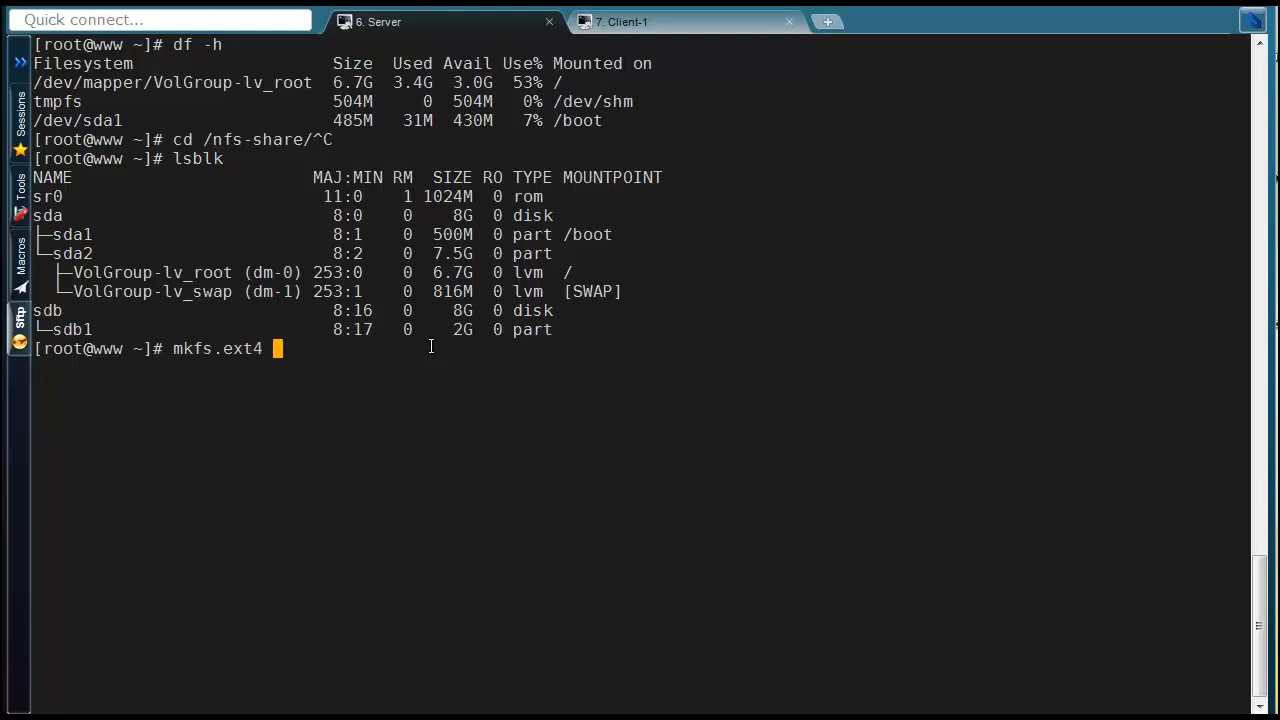 Quick connect...
6. Server
7. Client-1
Sessions
Tools
Macros
Sftp
[root@www ~]# df -h
Filesystem Size Used Avail Use% Mounted on
/dev/mapper/VolGroup-lv_root 6.7G 3.4G 3.0G 53% /
tmpfs 504M 0 504M 0% /dev/shm
/dev/sda1 485M 31M 430M 7% /boot
[root@www ~]# cd /nfs-share/^C
[root@www ~]# lsblk
NAME MAJ:MIN RM SIZE RO TYPE MOUNTPOINT
sr0 11:0 1 1024M 0 rom
sda 8:0 0 8G 0 disk
├─sda1 8:1 0 500M 0 part /boot
└─sda2 8:2 0 7.5G 0 part
├─VolGroup-lv_root (dm-0) 253:0 0 6.7G 0 lvm /
└─VolGroup-lv_swap (dm-1) 253:1 0 816M 0 lvm [SWAP]
sdb 8:16 0 8G 0 disk
└─sdb1 8:17 0 2G 0 part
[root@www ~]# mkfs.ext4